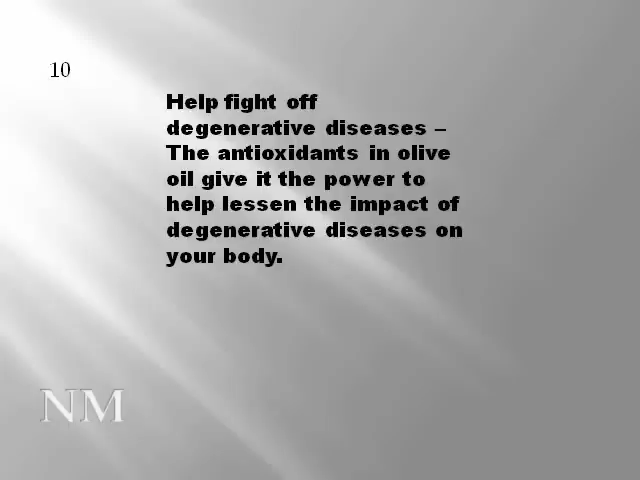 10
Help fight off
degenerative diseases –
The antioxidants in olive
oil give it the power to
help lessen the impact of
degenerative diseases on
your body.
NM